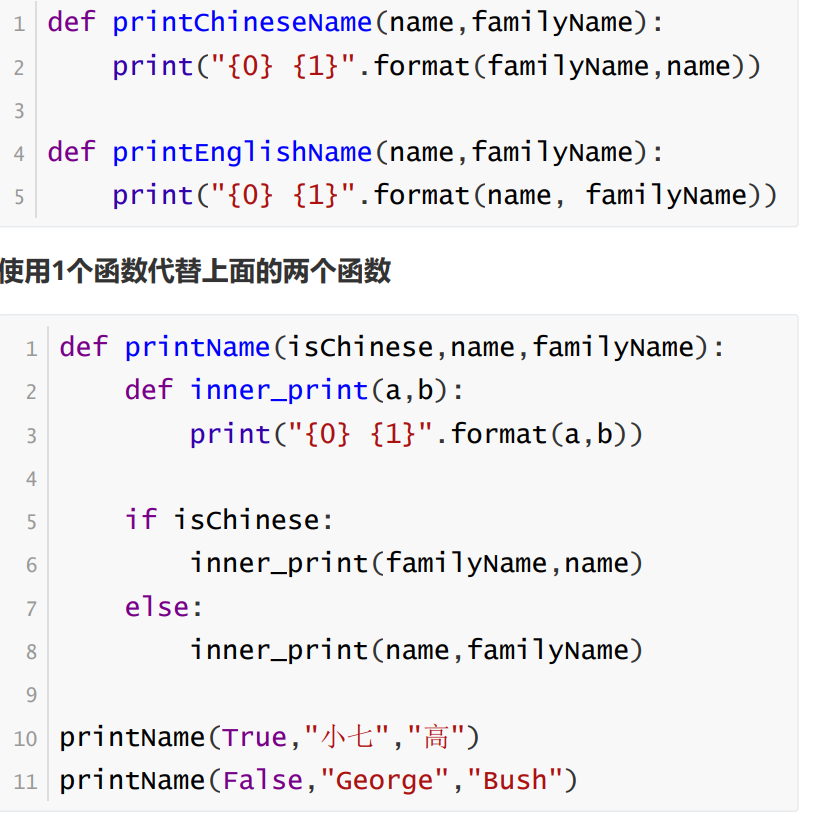 1 def printChineseName(name,familyName):
2     print("{0} {1}".format(familyName,name))
3
4 def printEnglishName(name,familyName):
5     print("{0} {1}".format(name, familyName))
使用1个函数代替上面的两个函数
1 def printName(isChinese,name,familyName):
2     def inner_print(a,b):
3         print("{0} {1}".format(a,b))
4
5     if isChinese:
6         inner_print(familyName,name)
7     else:
8         inner_print(name,familyName)
9
10 printName(True,"小七","高")
11 printName(False,"George","Bush")